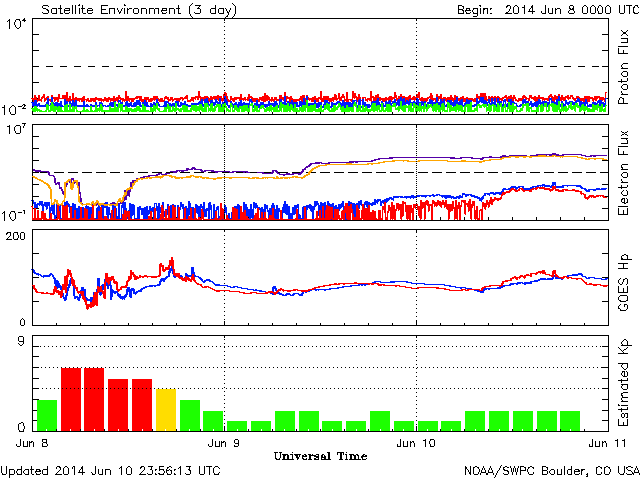 Satellite Environment (3 day) Begin: 2014 Jun 8 0000 UTC
10⁴
10⁻²
Proton Flux
10⁷
10⁻¹
Electron Flux
200
0
GOES Hp
9
0
Estimated Kp
Jun 8 Jun 9 Jun 10 Jun 11
Universal Time
Updated 2014 Jun 10 23:56:13 UTC NOAA/SWPC Boulder, CO USA